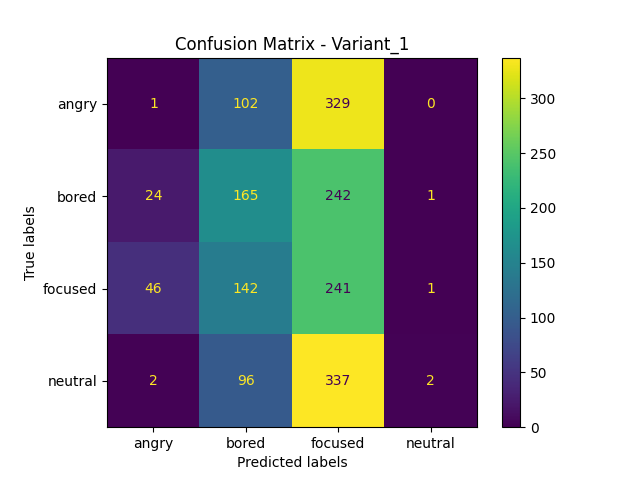 Confusion Matrix - Variant_1
angry 1 102 329 0
bored 24 165 242 1
focused 46 142 241 1
neutral 2 96 337 2
angry bored focused neutral
Predicted labels
True labels
300
250
200
150
100
50
0